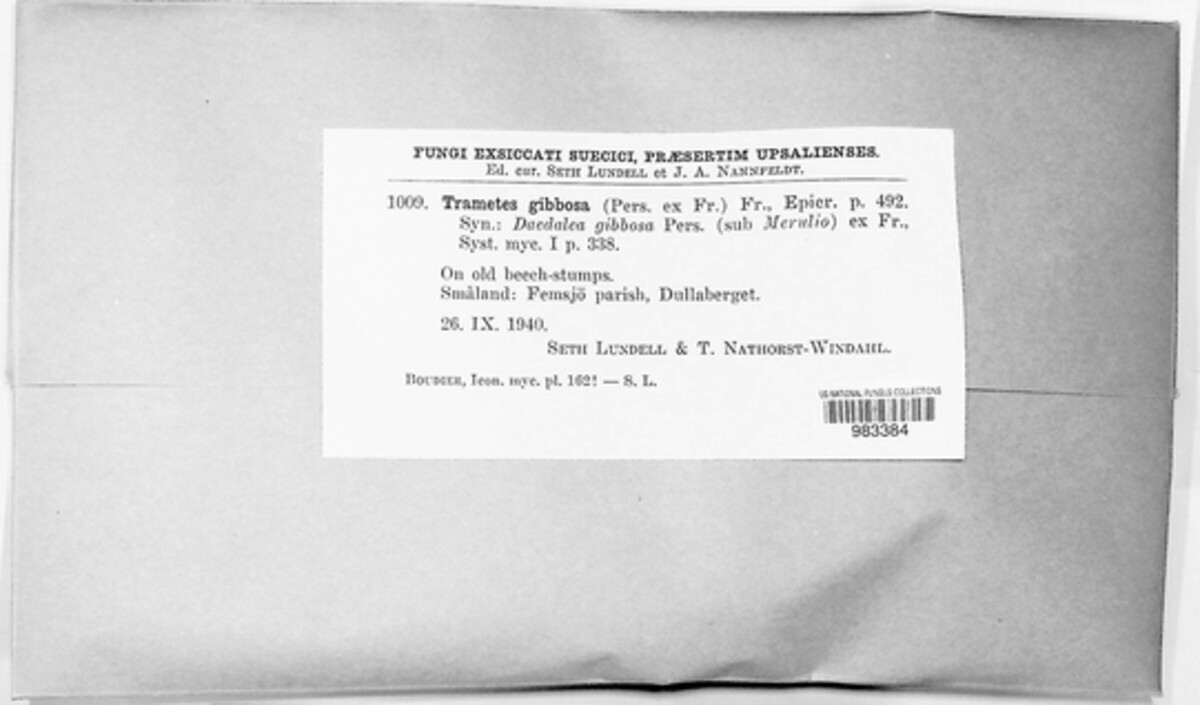 FUNGI EXSICCATI SUECICI, PRÆSERTIM UPSALIENSES.
Ed. cur. SETH LUNDELL et J. A. NANNFELDT.
1009. Trametes gibbosa (Pers. ex Fr.) Fr., Epicr. p. 492.
Syn.: Daedalea gibbosa Pers. (sub Merulio) ex Fr.,
Syst. myc. I p. 338.
On old beech-stumps.
Småland: Femsjö parish, Dullaberget.
26. IX. 1940.
SETH LUNDELL & T. NATHORST-WINDAHL.
BOUDIER, Icon. myc. pl. 162! — S. L.
US NATIONAL FUNGUS COLLECTIONS
983384